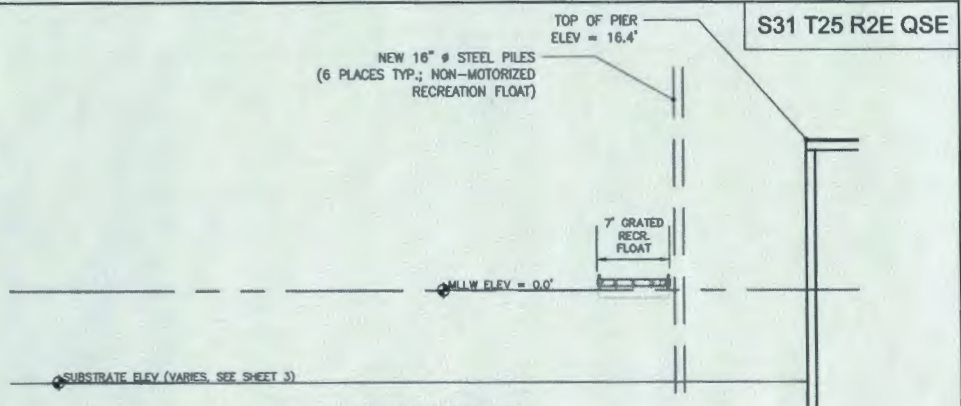 TOP OF PIER
ELEV = 16.4'
S31 T25 R2E QSE
NEW 16" ø STEEL PILES
(6 PLACES TYP.; NON-MOTORIZED
RECREATION FLOAT)
7' GRATED
RECR.
FLOAT
MLLW ELEV = 0.0'
SUBSTRATE ELEV (VARIES, SEE SHEET 3)